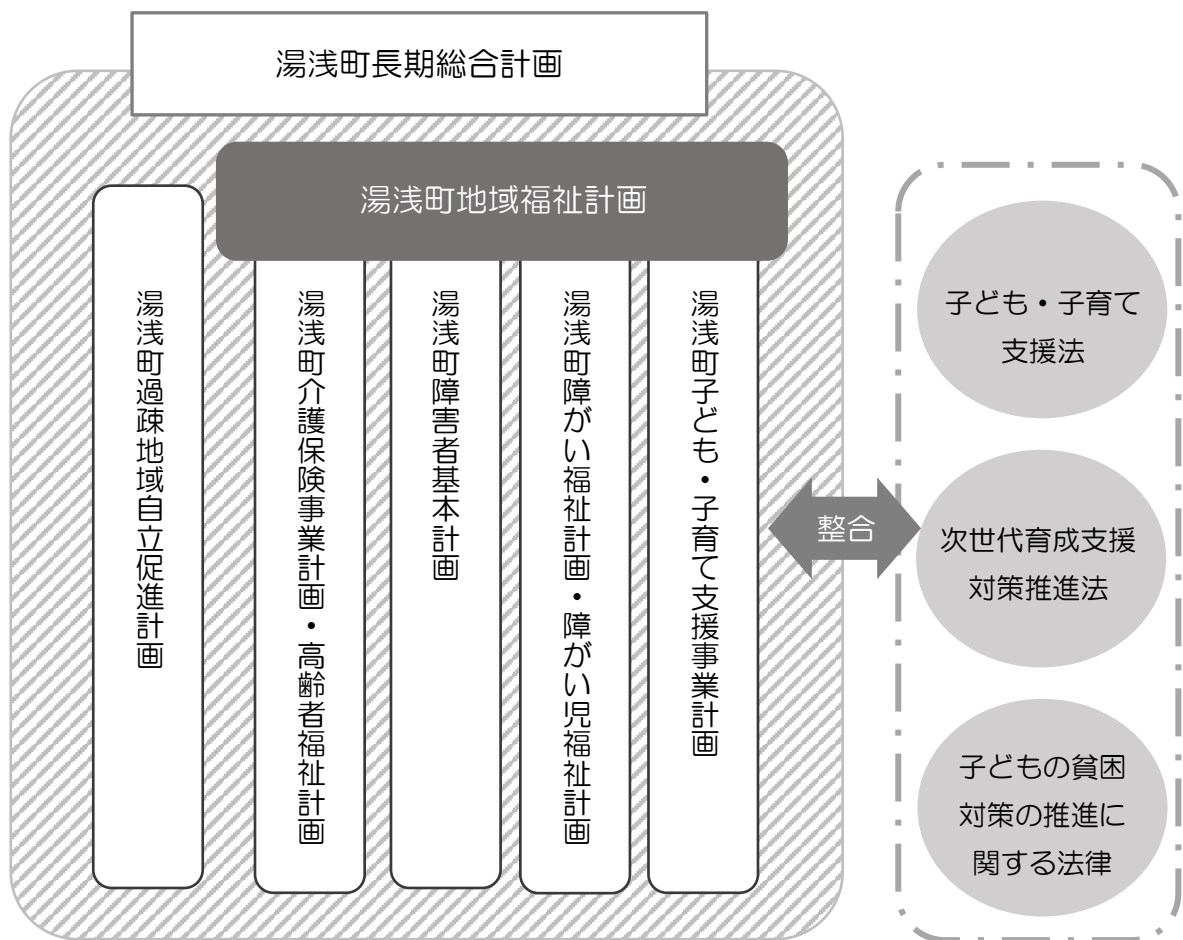 湯浅町長期総合計画
湯浅町地域福祉計画
湯浅町過疎地域自立促進計画
湯浅町介護保険事業計画・高齢者福祉計画
湯浅町障害者基本計画
湯浅町障がい福祉計画・障がい児福祉計画
湯浅町子ども・子育て支援事業計画
整合
子ども・子育て
支援法
次世代育成支援
対策推進法
子どもの貧困
対策の推進に
関する法律